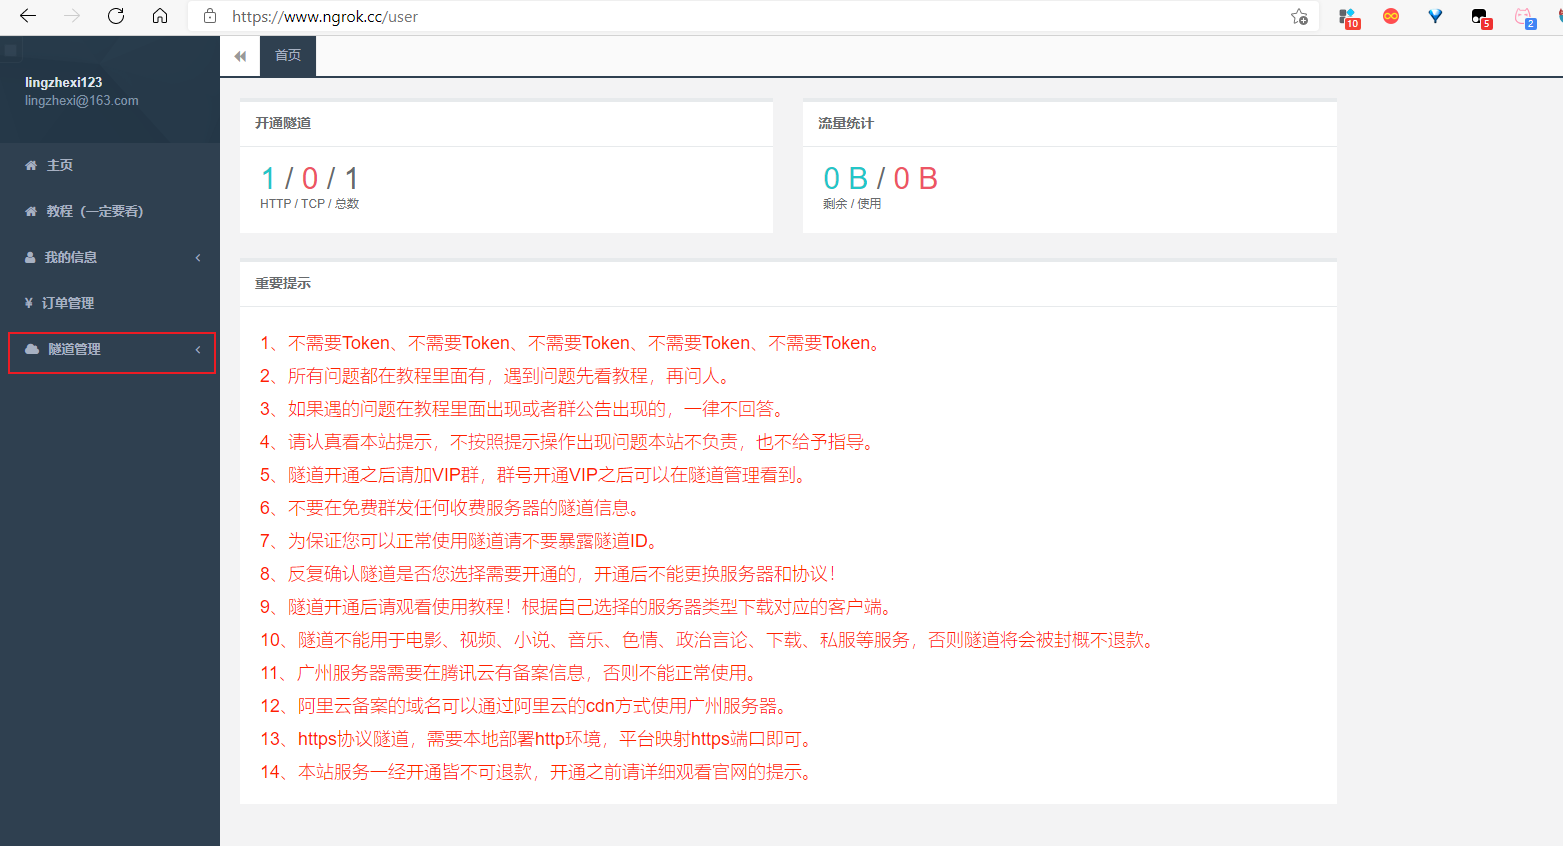 https://www.ngrok.cc/user
10
5
2
lingzhexi123
lingzhexi@163.com
首页
主页
教程（一定要看）
我的信息
订单管理
隧道管理
开通隧道
1 / 0 / 1
HTTP / TCP / 总数
流量统计
0 B / 0 B
剩余 / 使用
重要提示
1、不需要Token、不需要Token、不需要Token、不需要Token、不需要Token。
2、所有问题都在教程里面有，遇到问题先看教程，再问人。
3、如果遇的问题在教程里面出现或者群公告出现的，一律不回答。
4、请认真看本站提示，不按照提示操作出现问题本站不负责，也不给予指导。
5、隧道开通之后请加VIP群，群号开通VIP之后可以在隧道管理看到。
6、不要在免费群发任何收费服务器的隧道信息。
7、为保证您可以正常使用隧道请不要暴露隧道ID。
8、反复确认隧道是否您选择需要开通的，开通后不能更换服务器和协议！
9、隧道开通后请观看使用教程！根据自己选择的服务器类型下载对应的客户端。
10、隧道不能用于电影、视频、小说、音乐、色情、政治言论、下载、私服等服务，否则隧道将会被封概不退款。
11、广州服务器需要在腾讯云有备案信息，否则不能正常使用。
12、阿里云备案的域名可以通过阿里云的cdn方式使用广州服务器。
13、https协议隧道，需要本地部署http环境，平台映射https端口即可。
14、本站服务一经开通皆不可退款，开通之前请详细观看官网的提示。